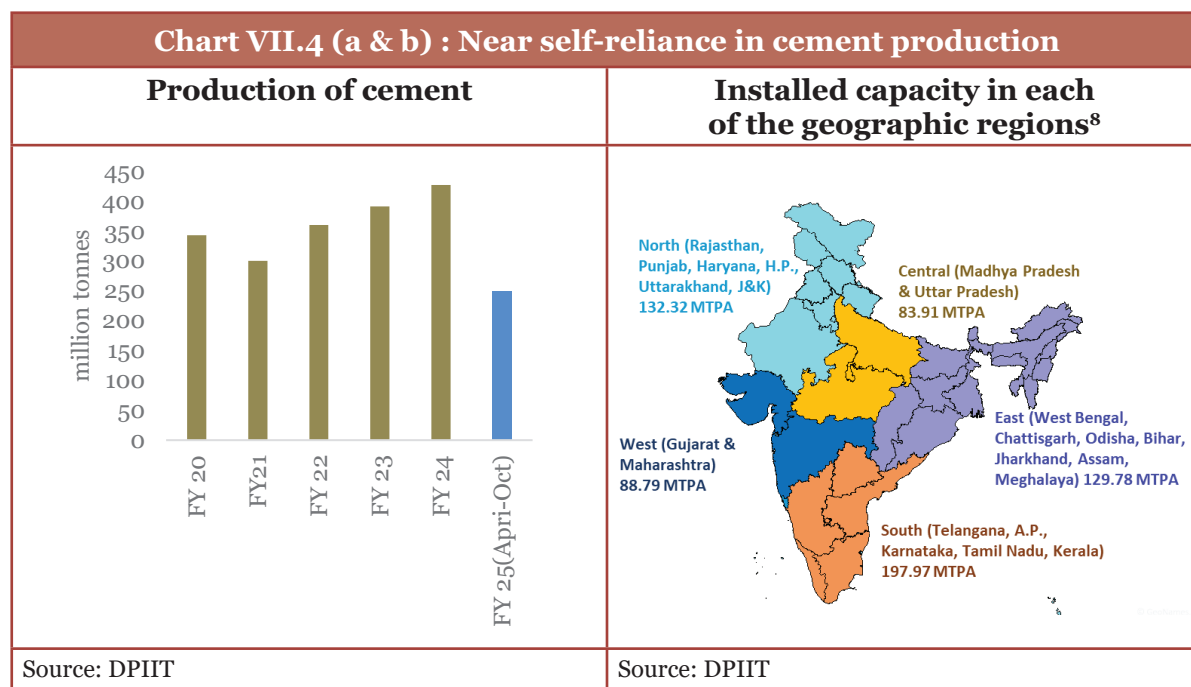 Chart VII.4 (a & b) : Near self-reliance in cement production
Production of cement
Installed capacity in each
of the geographic regions⁸
million tonnes
450
400
350
300
250
200
150
100
50
0
FY 20
FY21
FY 22
FY 23
FY 24
FY 25(Apri-Oct)
North (Rajasthan,
Punjab, Haryana, H.P.,
Uttarakhand, J&K)
132.32 MTPA
Central (Madhya Pradesh
& Uttar Pradesh)
83.91 MTPA
West (Gujarat &
Maharashtra)
88.79 MTPA
East (West Bengal,
Chattisgarh, Odisha, Bihar,
Jharkhand, Assam,
Meghalaya) 129.78 MTPA
South (Telangana, A.P.,
Karnataka, Tamil Nadu, Kerala)
197.97 MTPA
Source: DPIIT
Source: DPIIT